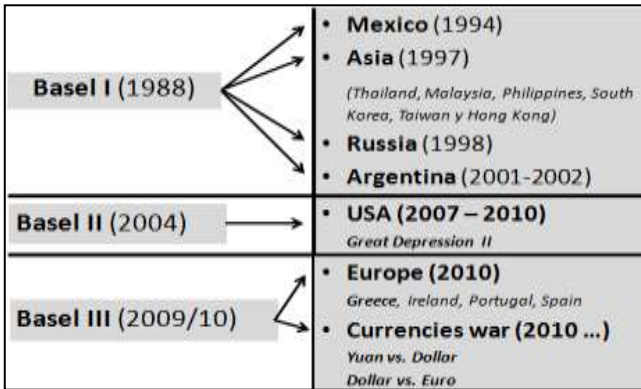 Basel I (1988)
• Mexico (1994)
• Asia (1997)
(Thailand, Malaysia, Philippines, South
Korea, Taiwan y Hong Kong)
• Russia (1998)
• Argentina (2001-2002)
Basel II (2004)
• USA (2007 – 2010)
Great Depression II
Basel III (2009/10)
• Europe (2010)
Greece, Ireland, Portugal, Spain
• Currencies war (2010 ...)
Yuan vs. Dollar
Dollar vs. Euro